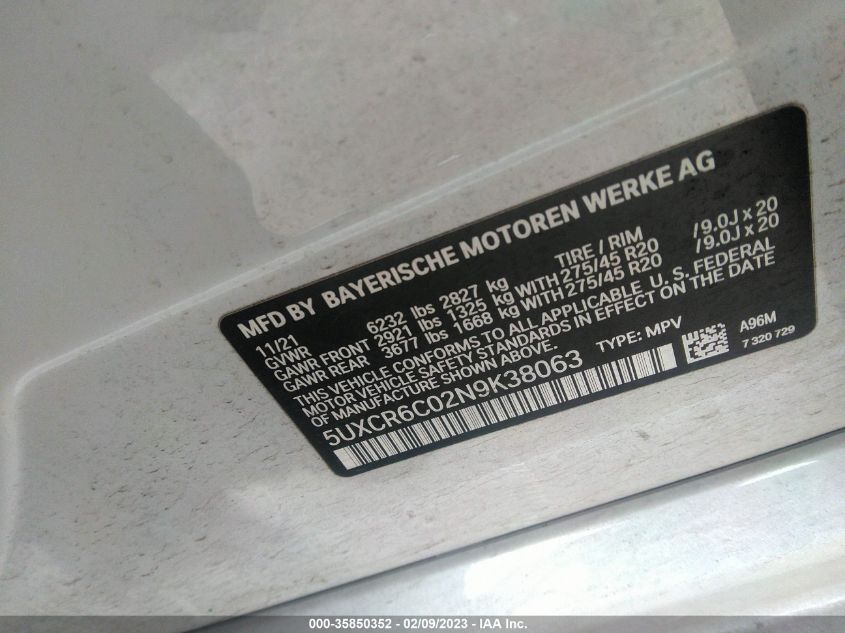 MFD BY BAYERISCHE MOTOREN WERKE AG
11/21 TIRE / RIM
GVWR 6232 lbs 2827 kg
GAWR FRONT 2921 lbs 1325 kg WITH 275/45 R20 /9.0J x 20
GAWR REAR 3677 lbs 1668 kg WITH 275/45 R20 /9.0J x 20
THIS VEHICLE CONFORMS TO ALL APPLICABLE U.S. FEDERAL
MOTOR VEHICLE SAFETY STANDARDS IN EFFECT ON THE DATE
OF MANUFACTURE SHOWN ABOVE.
5UXCR6C02N9K38063 TYPE: MPV A96M
7 320 729
000-35850352 - 02/09/2023 - IAA Inc.